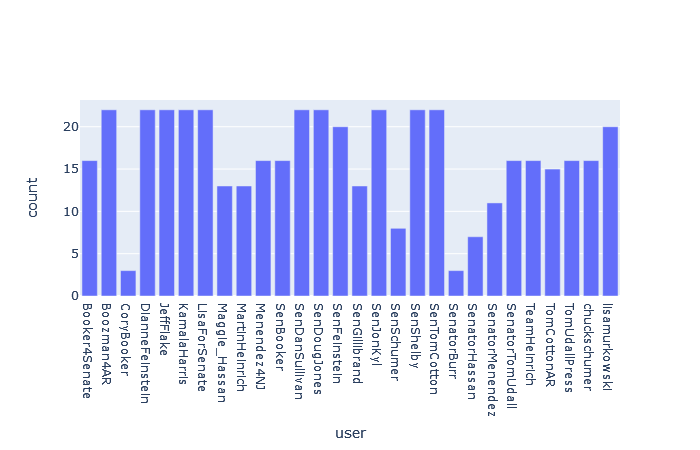 count
20
15
10
5
0
Booker4Senate
Boozman4AR
CoryBooker
DianneFeinstein
JeffFlake
KamalaHarris
LisaForSenate
Maggie_Hassan
MartinHeinrich
Menendez4NJ
SenBooker
SenDanSullivan
SenDougJones
SenFeinstein
SenGillibrand
SenJonKyl
SenSchumer
SenShelby
SenTomCotton
SenatorBurr
SenatorHassan
SenatorMenendez
SenatorTomUdall
TeamHeinrich
TomCottonAR
TomUdallPress
chuckschumer
lisamurkowski
user